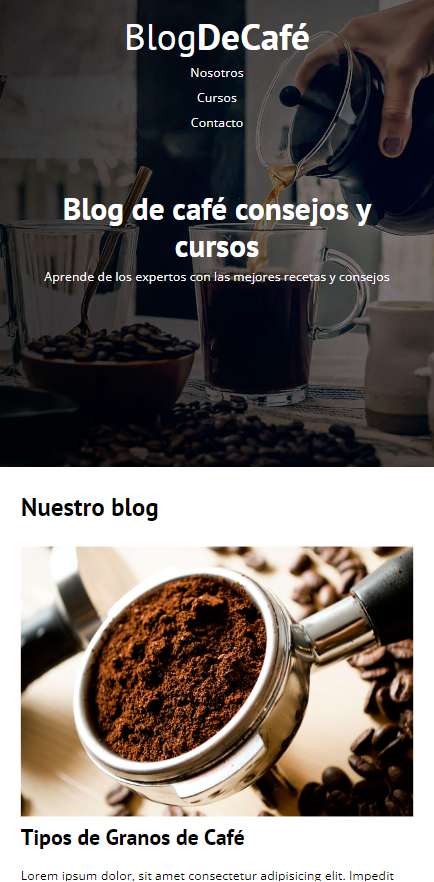 BlogDeCafé
Nosotros
Cursos
Contacto
Blog de café consejos y
cursos
Aprende de los expertos con las mejores recetas y consejos
Nuestro blog
Tipos de Granos de Café
Lorem ipsum dolor, sit amet consectetur adipisicing elit. Impedit